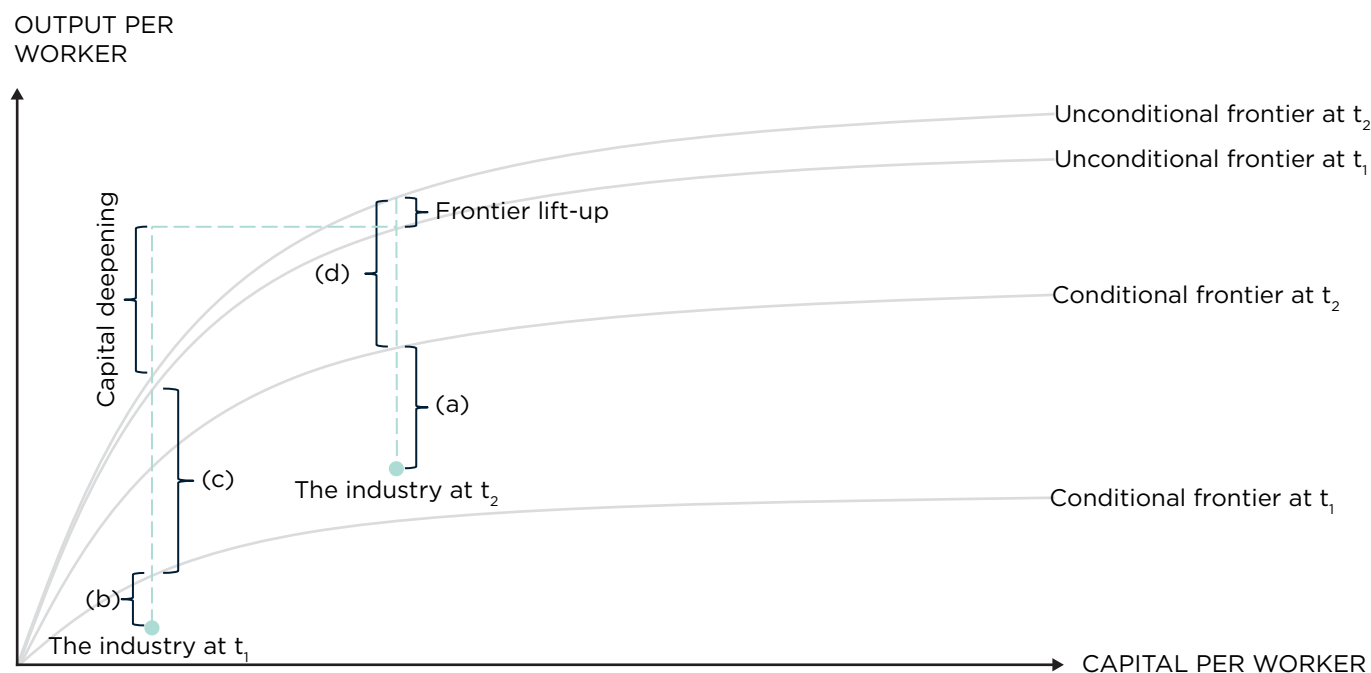 OUTPUT PER
WORKER
Unconditional frontier at t₂
Unconditional frontier at t₁
Capital deepening
Frontier lift-up
(d)
Conditional frontier at t₂
(a)
(c)
The industry at t₂
Conditional frontier at t₁
(b)
The industry at t₁
CAPITAL PER WORKER